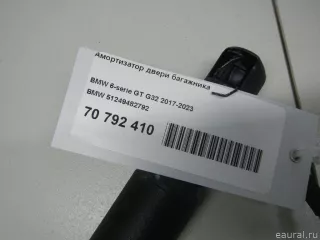 Амортизатор двери багажника
BMW 6-serie GT G32 2017-2023
BMW 51249482792
70 792 410
eaural.ru